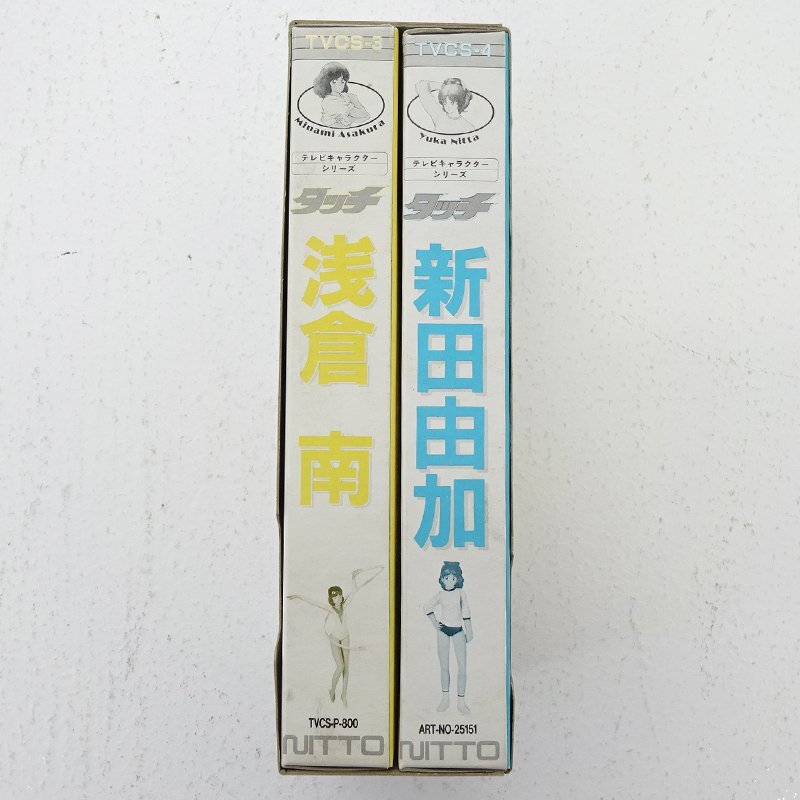 TVCS-3
Minami Asakura
テレビキャラクター
シリーズ
タッチ
浅倉 南
TVCS-P-800
NITTO
TVCS-4
Yuka Nitta
テレビキャラクター
シリーズ
タッチ
新田由加
ART-NO-25151
NITTO